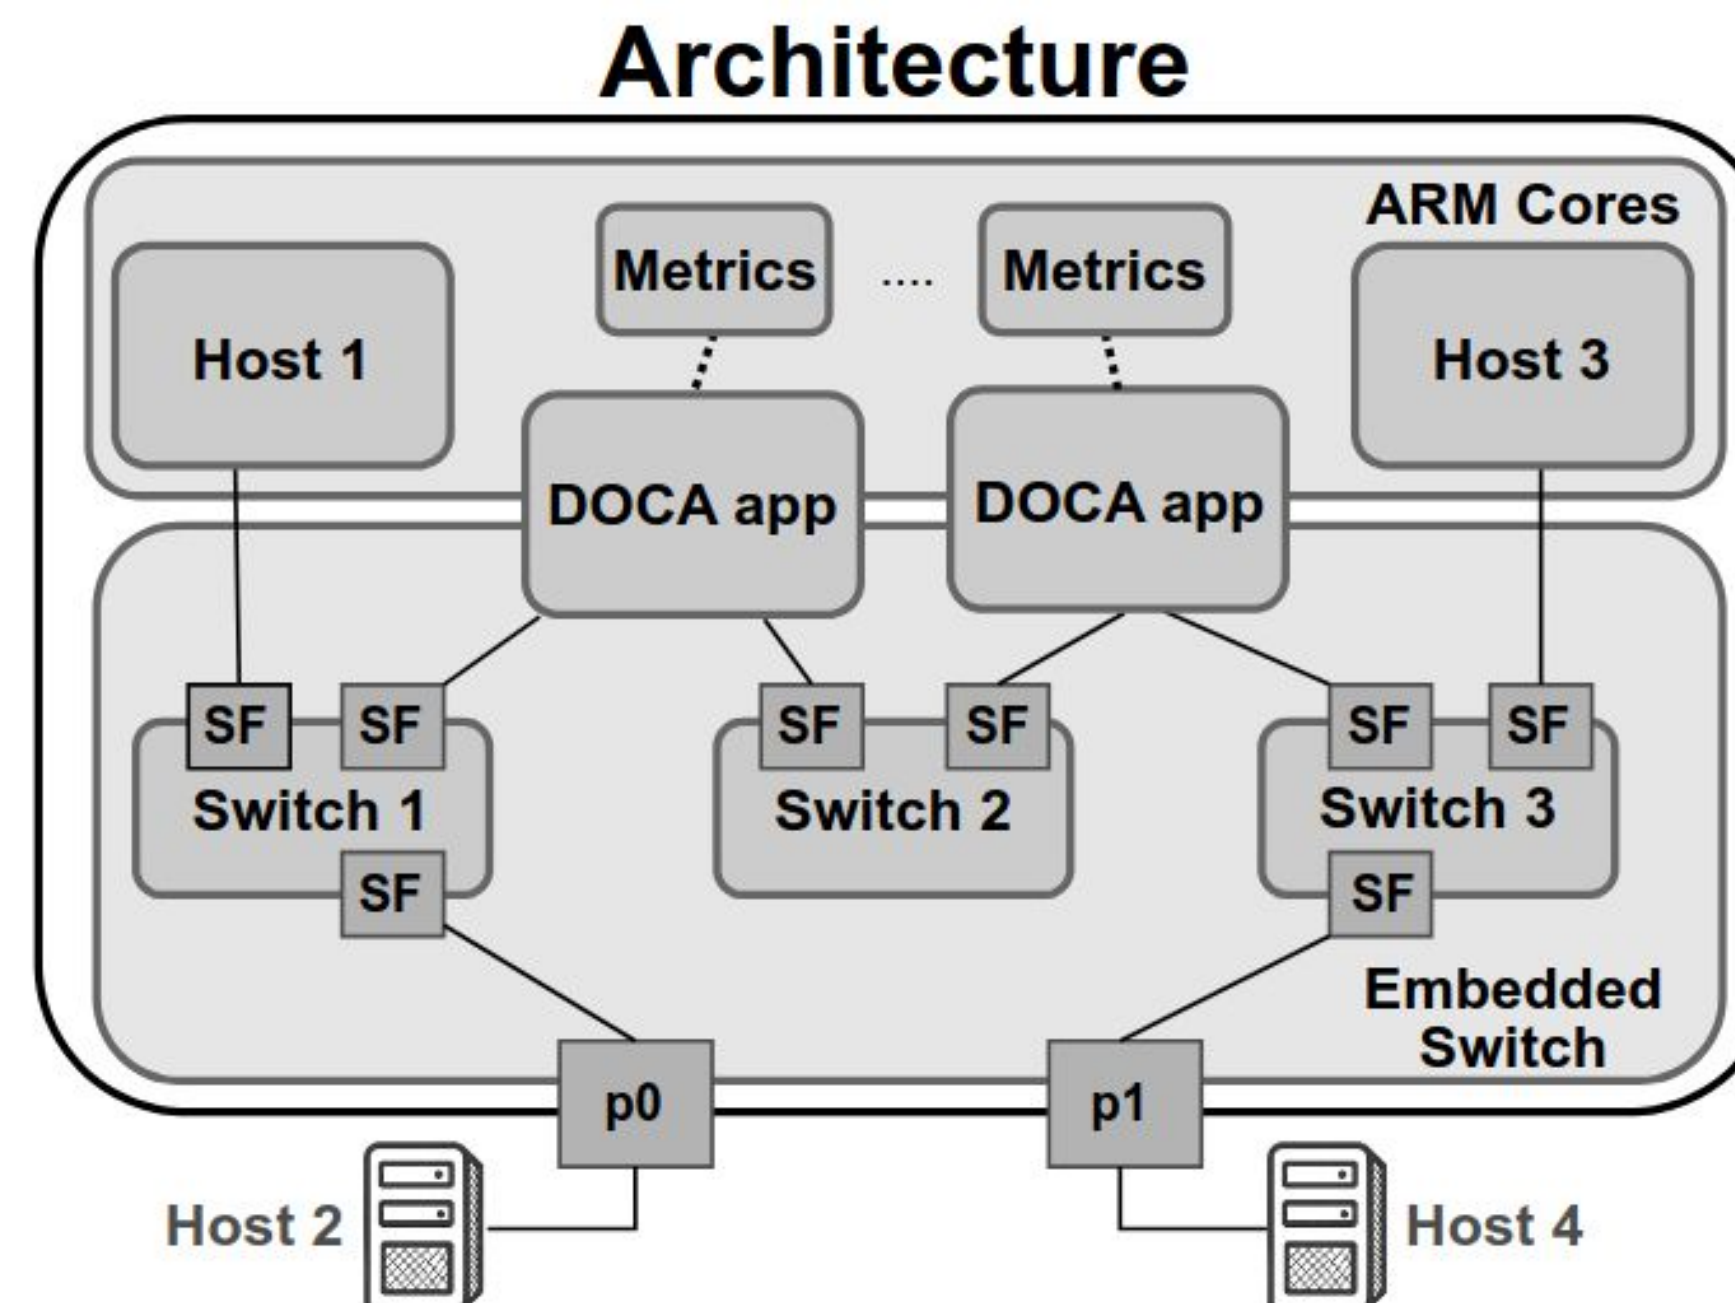 Architecture
ARM Cores
Metrics
....
Metrics
Host 1
Host 3
DOCA app
DOCA app
SF
SF
SF
SF
SF
SF
Switch 1
Switch 2
Switch 3
SF
SF
Embedded
Switch
p0
p1
Host 2
Host 4